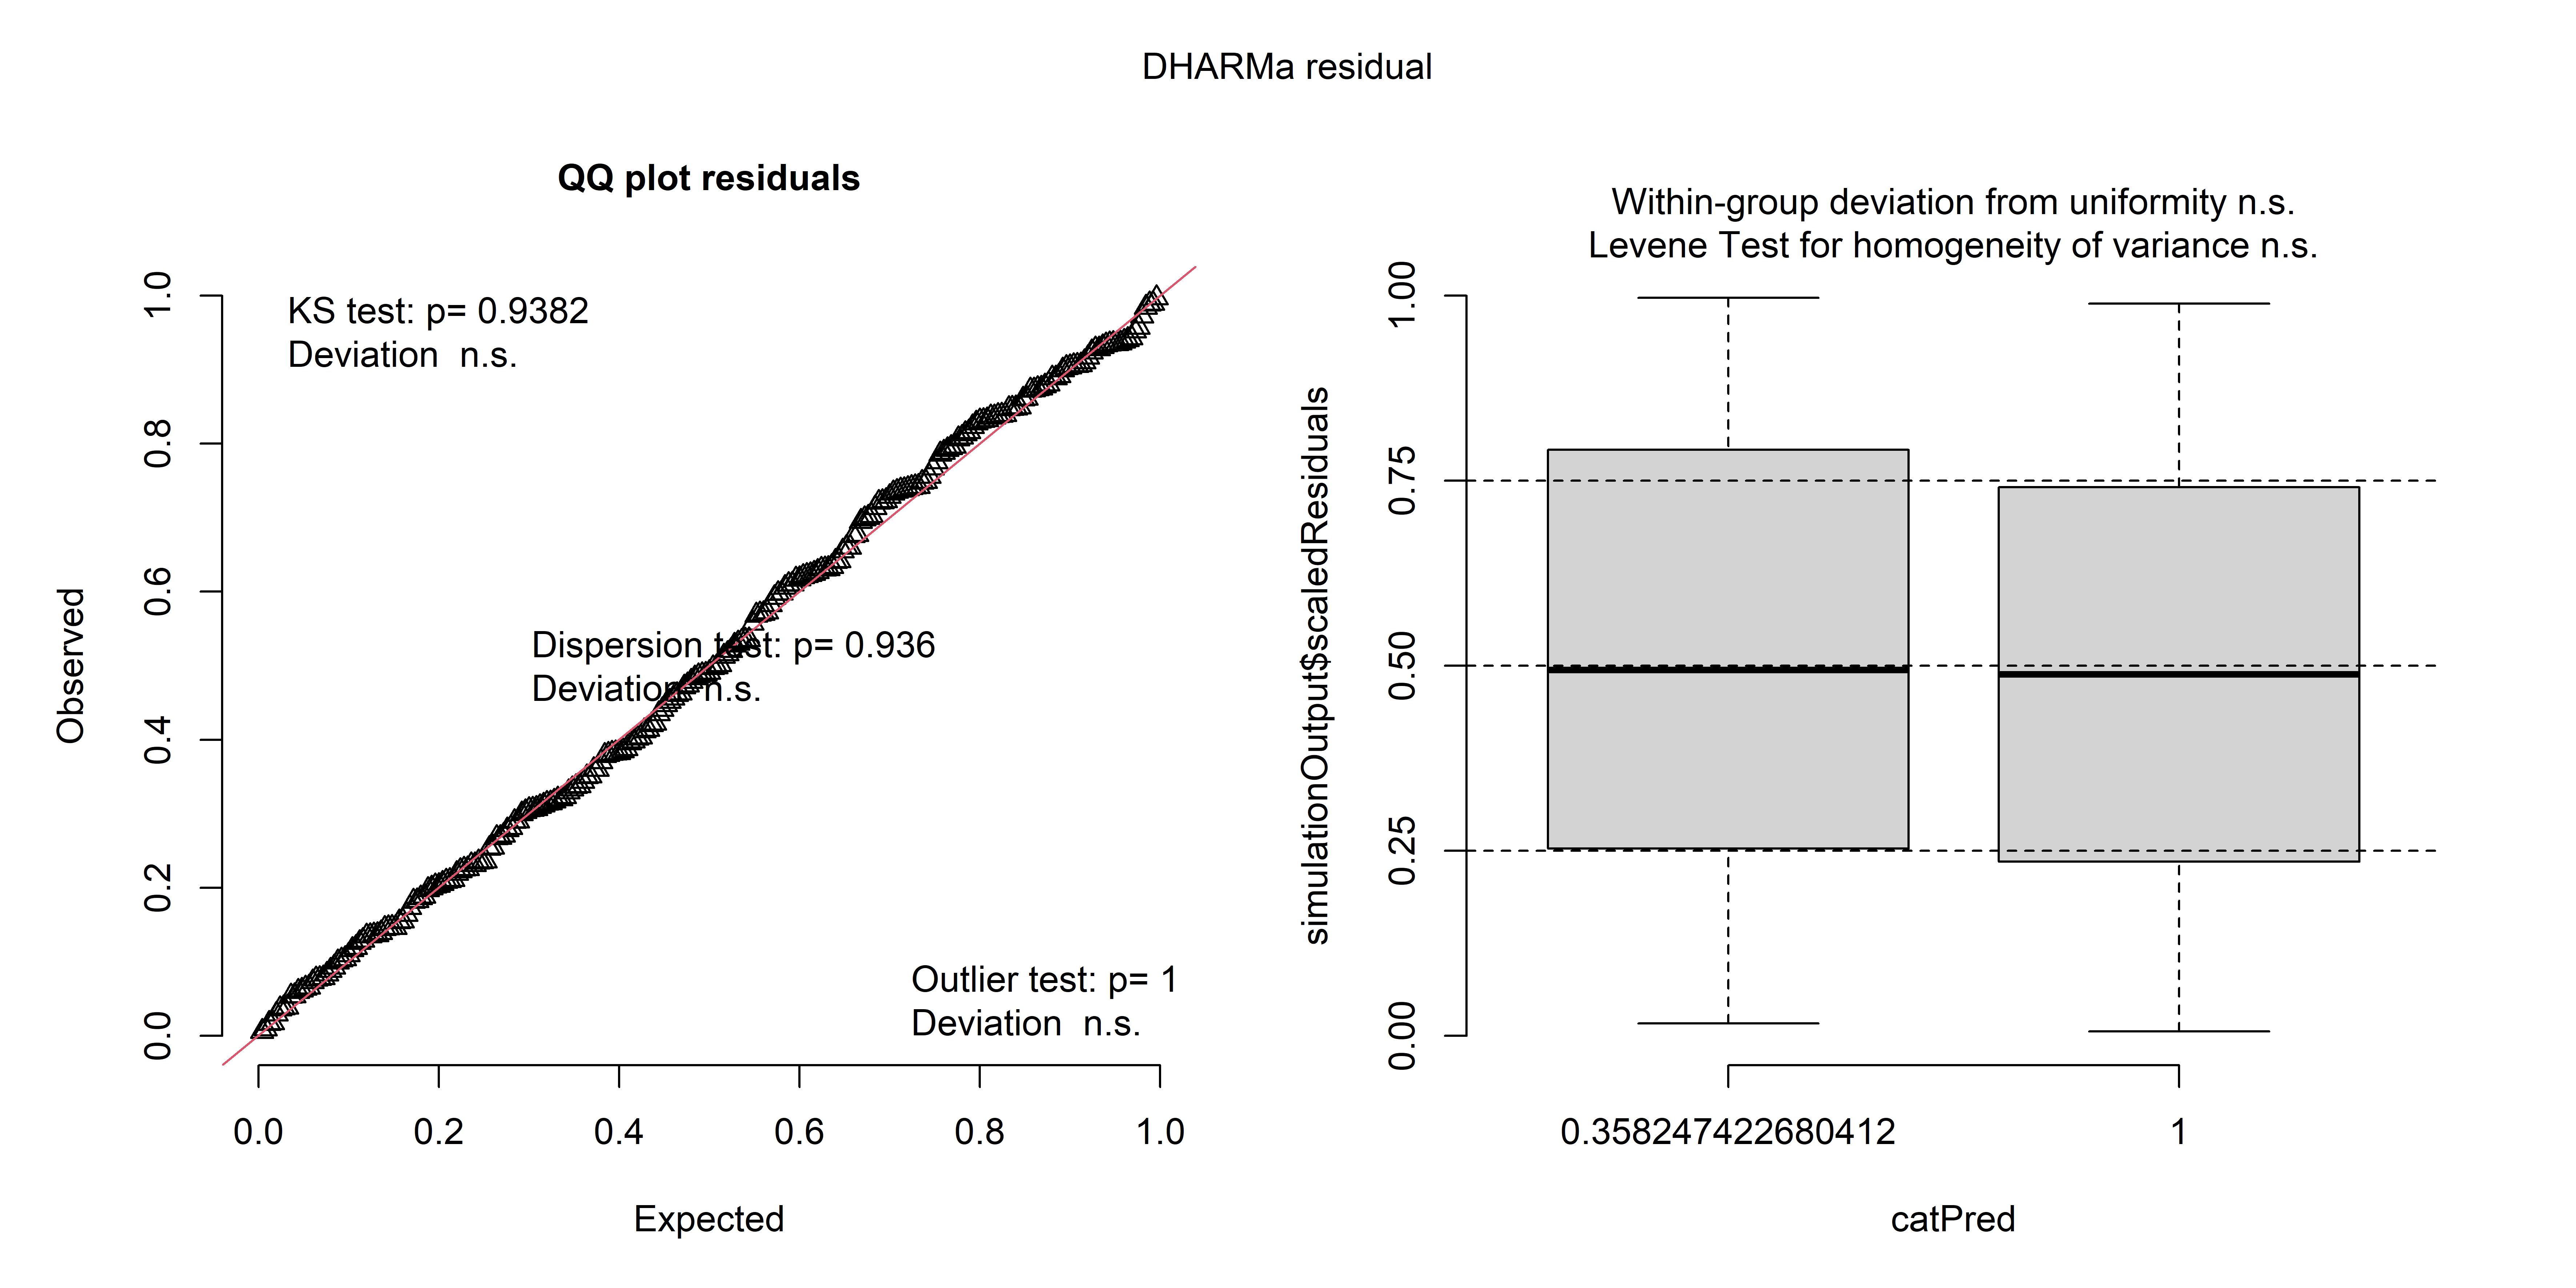 DHARMa residual
QQ plot residuals
KS test: p= 0.9382
Deviation  n.s.
Dispersion test: p= 0.936
Deviation  n.s.
Outlier test: p= 1
Deviation  n.s.
Observed
1.0
0.8
0.6
0.4
0.2
0.0
0.0 0.2 0.4 0.6 0.8 1.0
Expected
Within-group deviation from uniformity n.s.
Levene Test for homogeneity of variance n.s.
simulationOutput$scaledResiduals
1.00
0.75
0.50
0.25
0.00
0.358247422680412 1
catPred